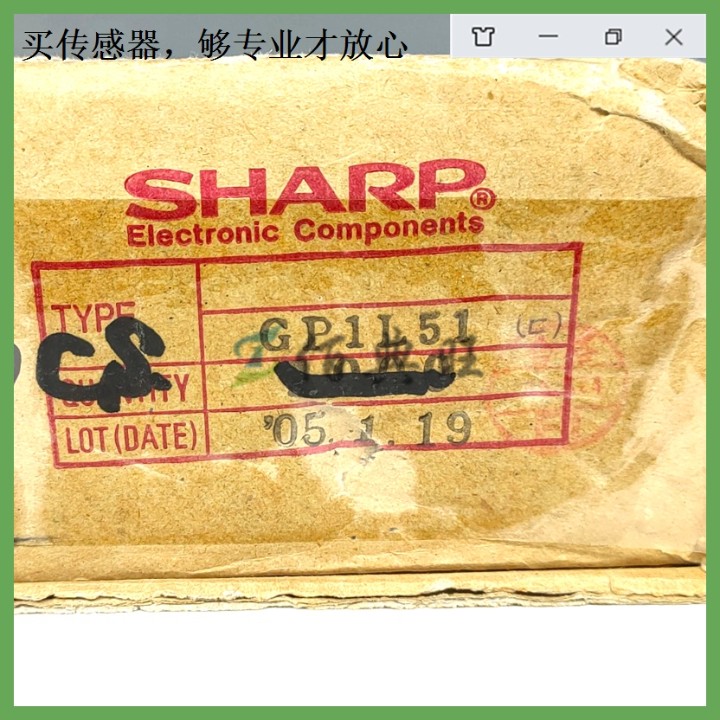 买传感器，够专业才放心
SHARP®
Electronic Components
TYPE
GP1L51 (E)
QUANTITY
LOT(DATE)
'05.1.19